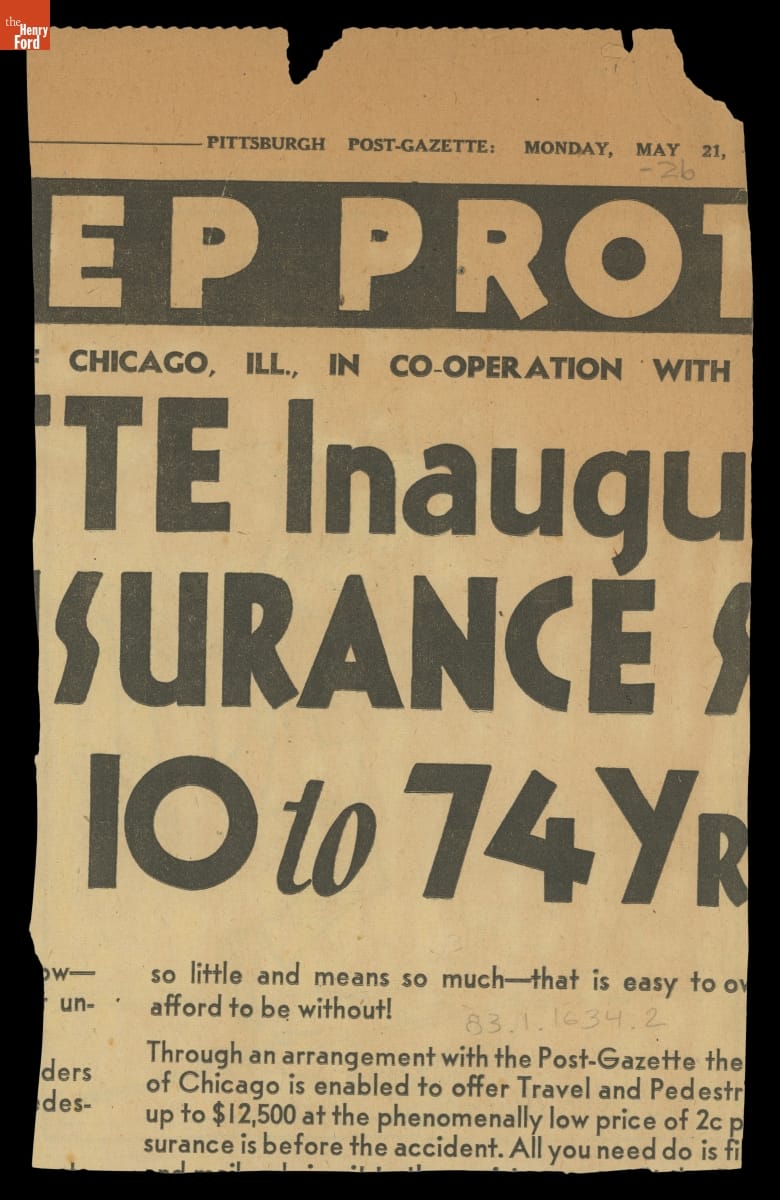 the
Henry
Ford
PITTSBURGH POST-GAZETTE: MONDAY, MAY 21,
-26
EP PROT
F CHICAGO, ILL., IN CO-OPERATION WITH
TTE Inaugu
SURANCE S
10 to 74 YR
ow— so little and means so much—that is easy to ow
un- afford to be without!
83.1.1634.2
Through an arrangement with the Post-Gazette the
ders of Chicago is enabled to offer Travel and Pedestr
edes- up to $12,500 at the phenomenally low price of 2c p
surance is before the accident. All you need do is fi